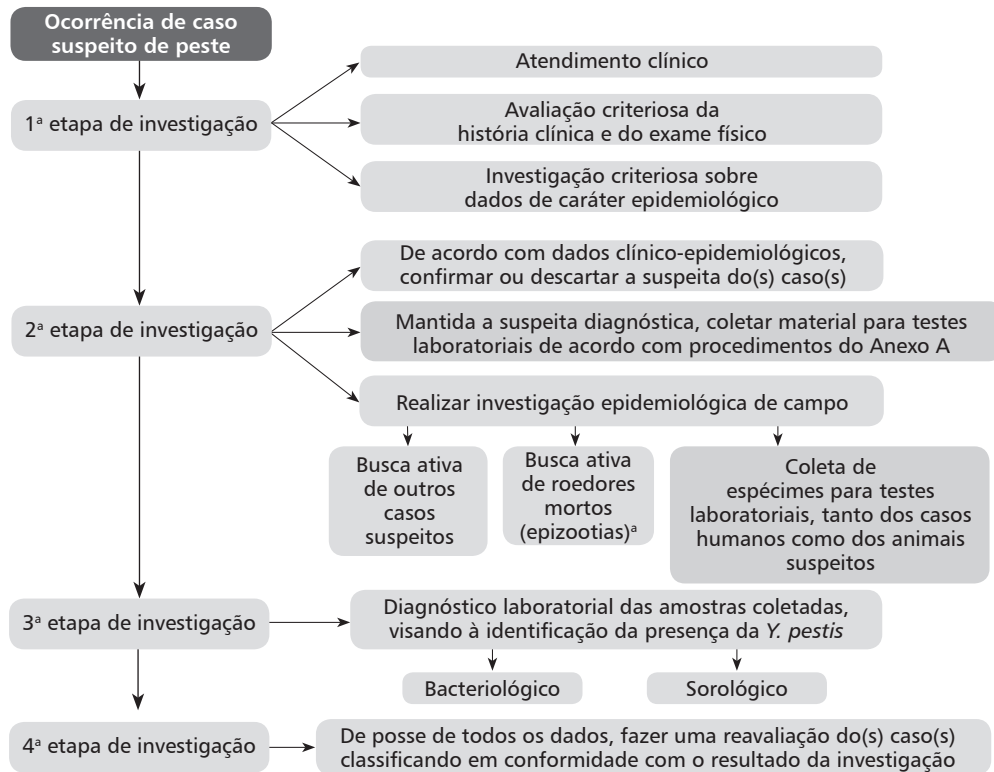 Ocorrência de caso
suspeito de peste
1ª etapa de investigação
Atendimento clínico
Avaliação criteriosa da
história clínica e do exame físico
Investigação criteriosa sobre
dados de caráter epidemiológico
2ª etapa de investigação
De acordo com dados clínico-epidemiológicos,
confirmar ou descartar a suspeita do(s) caso(s)
Mantida a suspeita diagnóstica, coletar material para testes
laboratoriais de acordo com procedimentos do Anexo A
Realizar investigação epidemiológica de campo
Busca ativa
de outros
casos
suspeitos
Busca ativa
de roedores
mortos
(epizootias)ª
Coleta de
espécimes para testes
laboratoriais, tanto dos casos
humanos como dos animais
suspeitos
3ª etapa de investigação
Diagnóstico laboratorial das amostras coletadas,
visando à identificação da presença da Y. pestis
Bacteriológico
Sorológico
4ª etapa de investigação
De posse de todos os dados, fazer uma reavaliação do(s) caso(s)
classificando em conformidade com o resultado da investigação